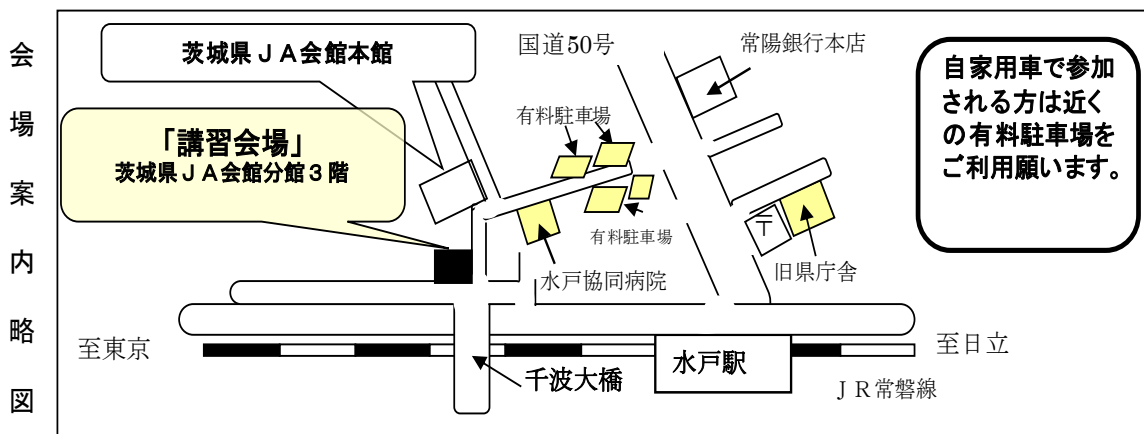 会場案内略図
茨城県ＪＡ会館本館
国道50号
常陽銀行本店
自家用車で参加
される方は近く
の有料駐車場を
ご利用願います。
有料駐車場
「講習会場」
茨城県ＪＡ会館分館３階
〒
有料駐車場
水戸協同病院
旧県庁舎
至東京
至日立
千波大橋
水戸駅
ＪＲ常磐線